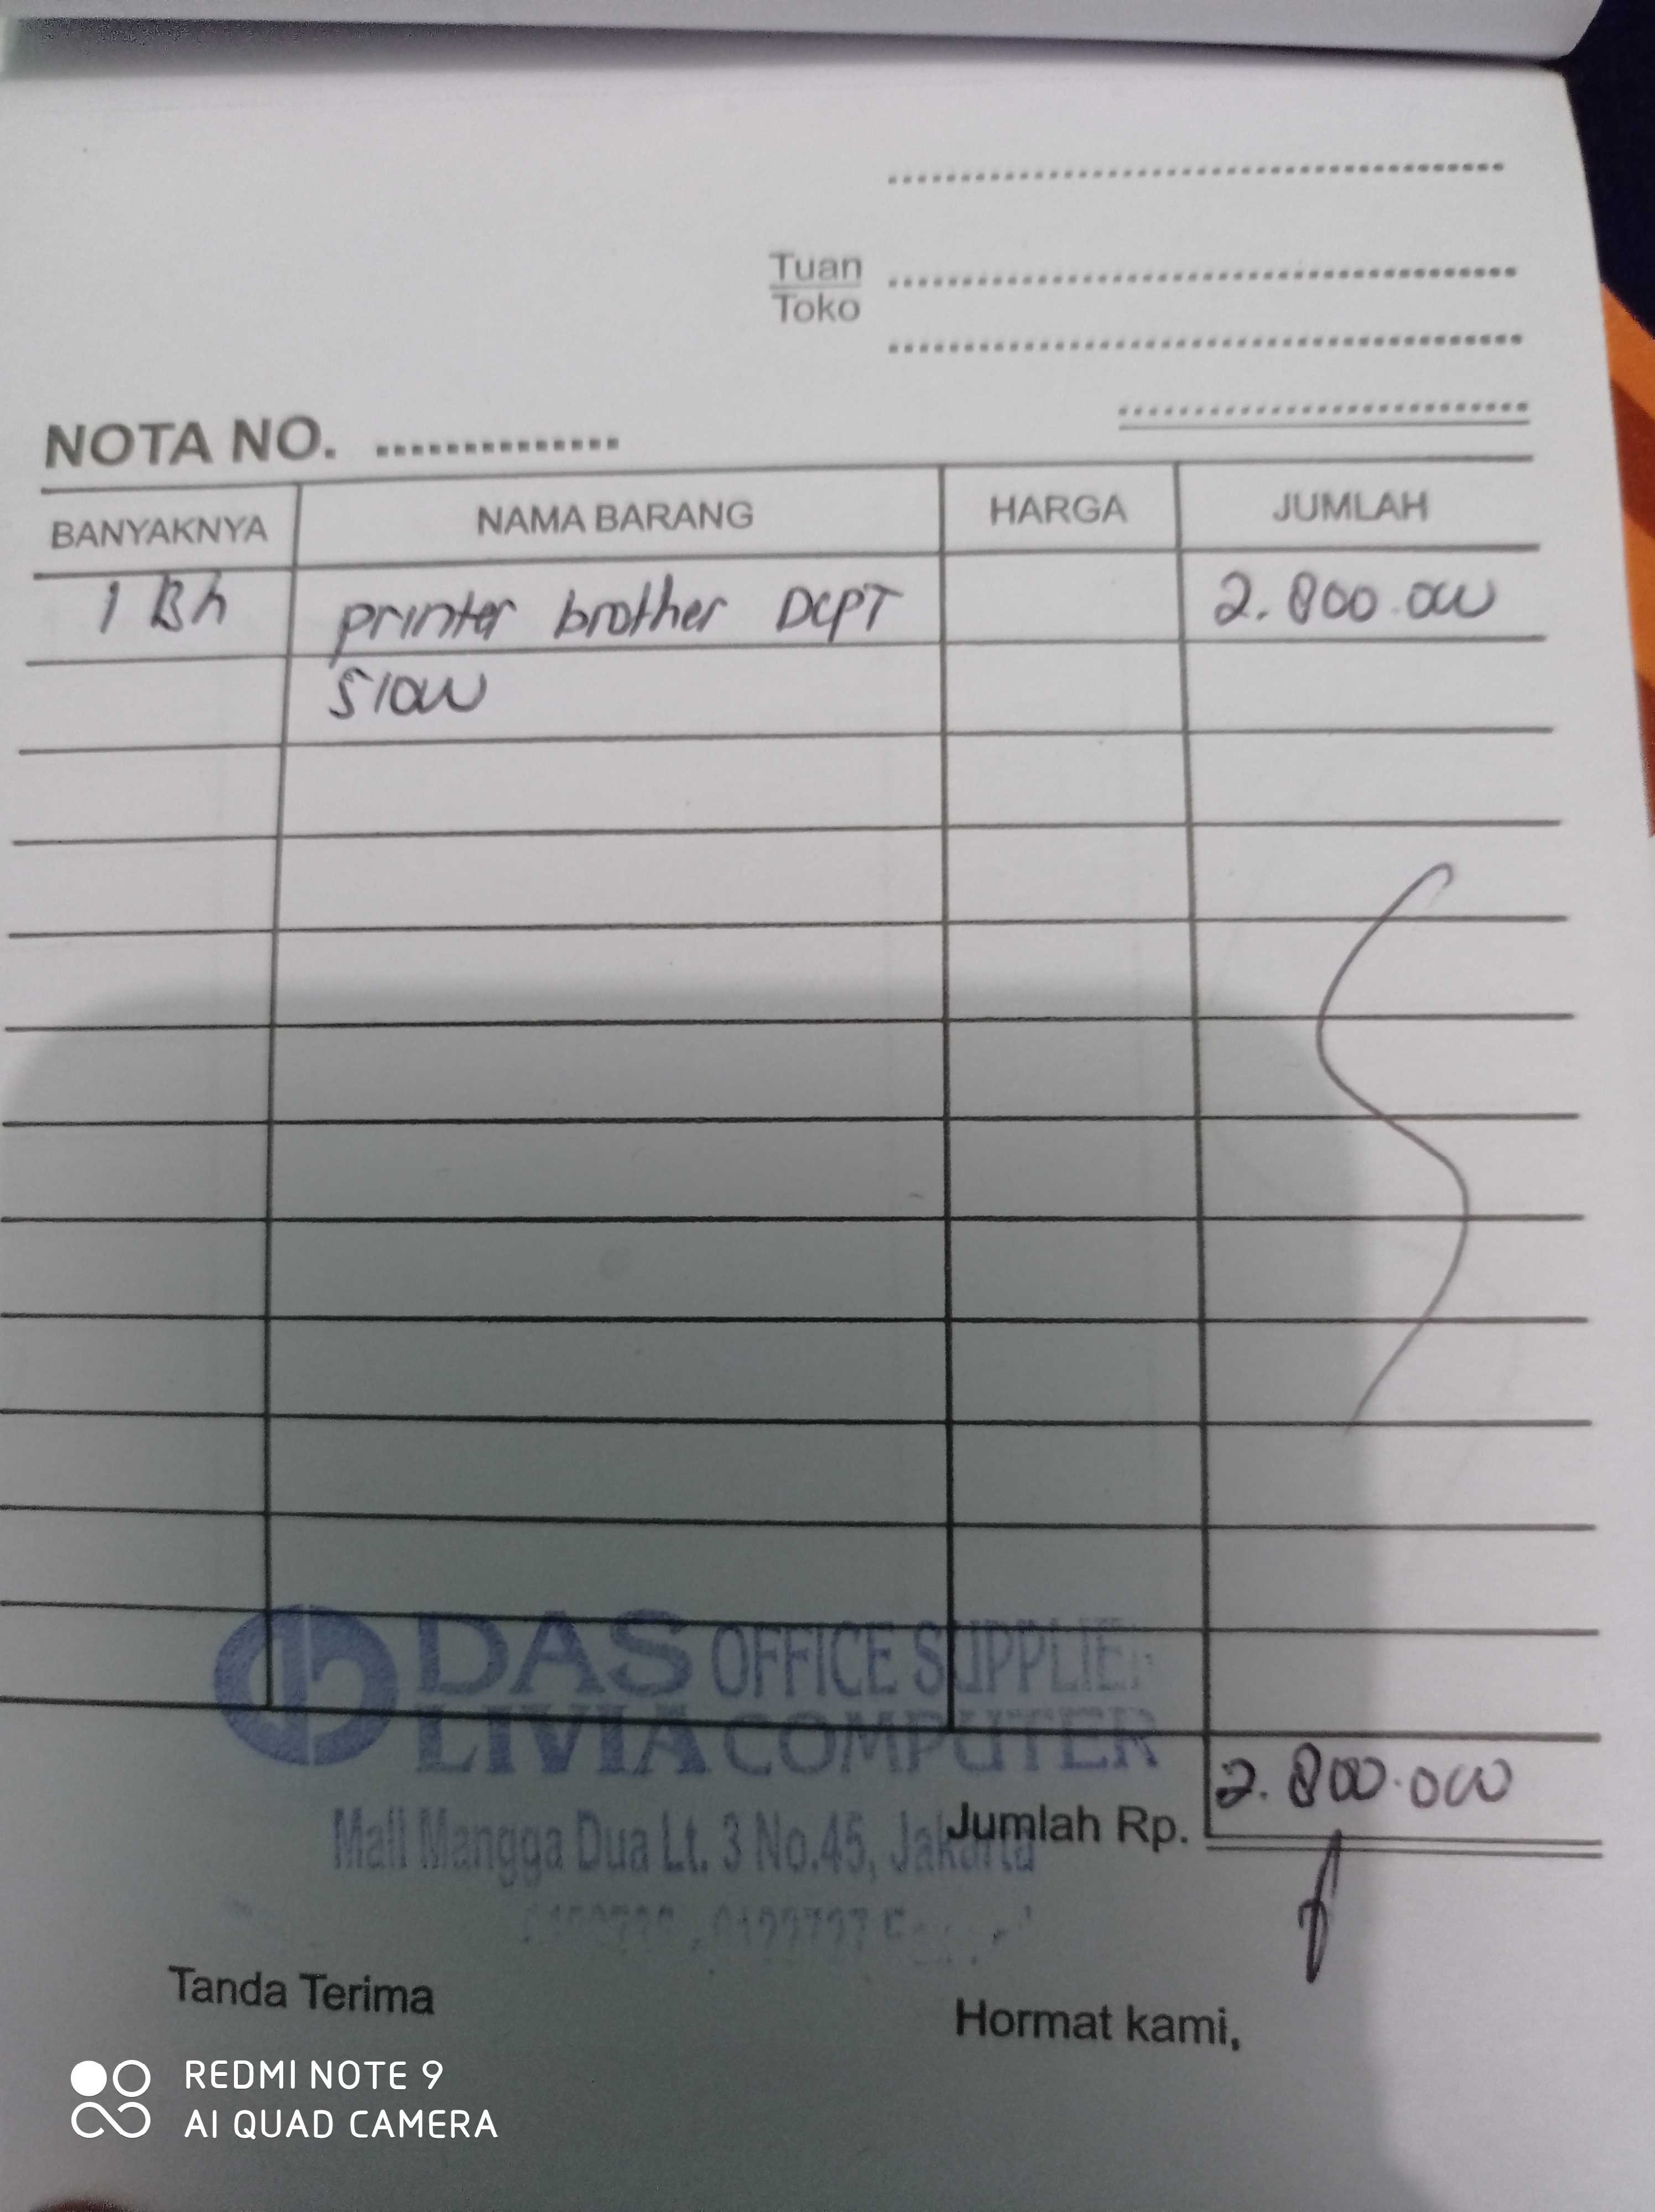 Tuan
Toko
NOTA NO.
BANYAKNYA NAMA BARANG HARGA JUMLAH
1 Bh printer brother DCPT 2.800.000
510W
DAS OFFICE SUPPLIER
LIVIA COMPUTER
2.800.000
Jumlah Rp.
Mall Mangga Dua Lt. 3 No.45, Jakarta
Tanda Terima
Hormat kami,
REDMI NOTE 9
AI QUAD CAMERA